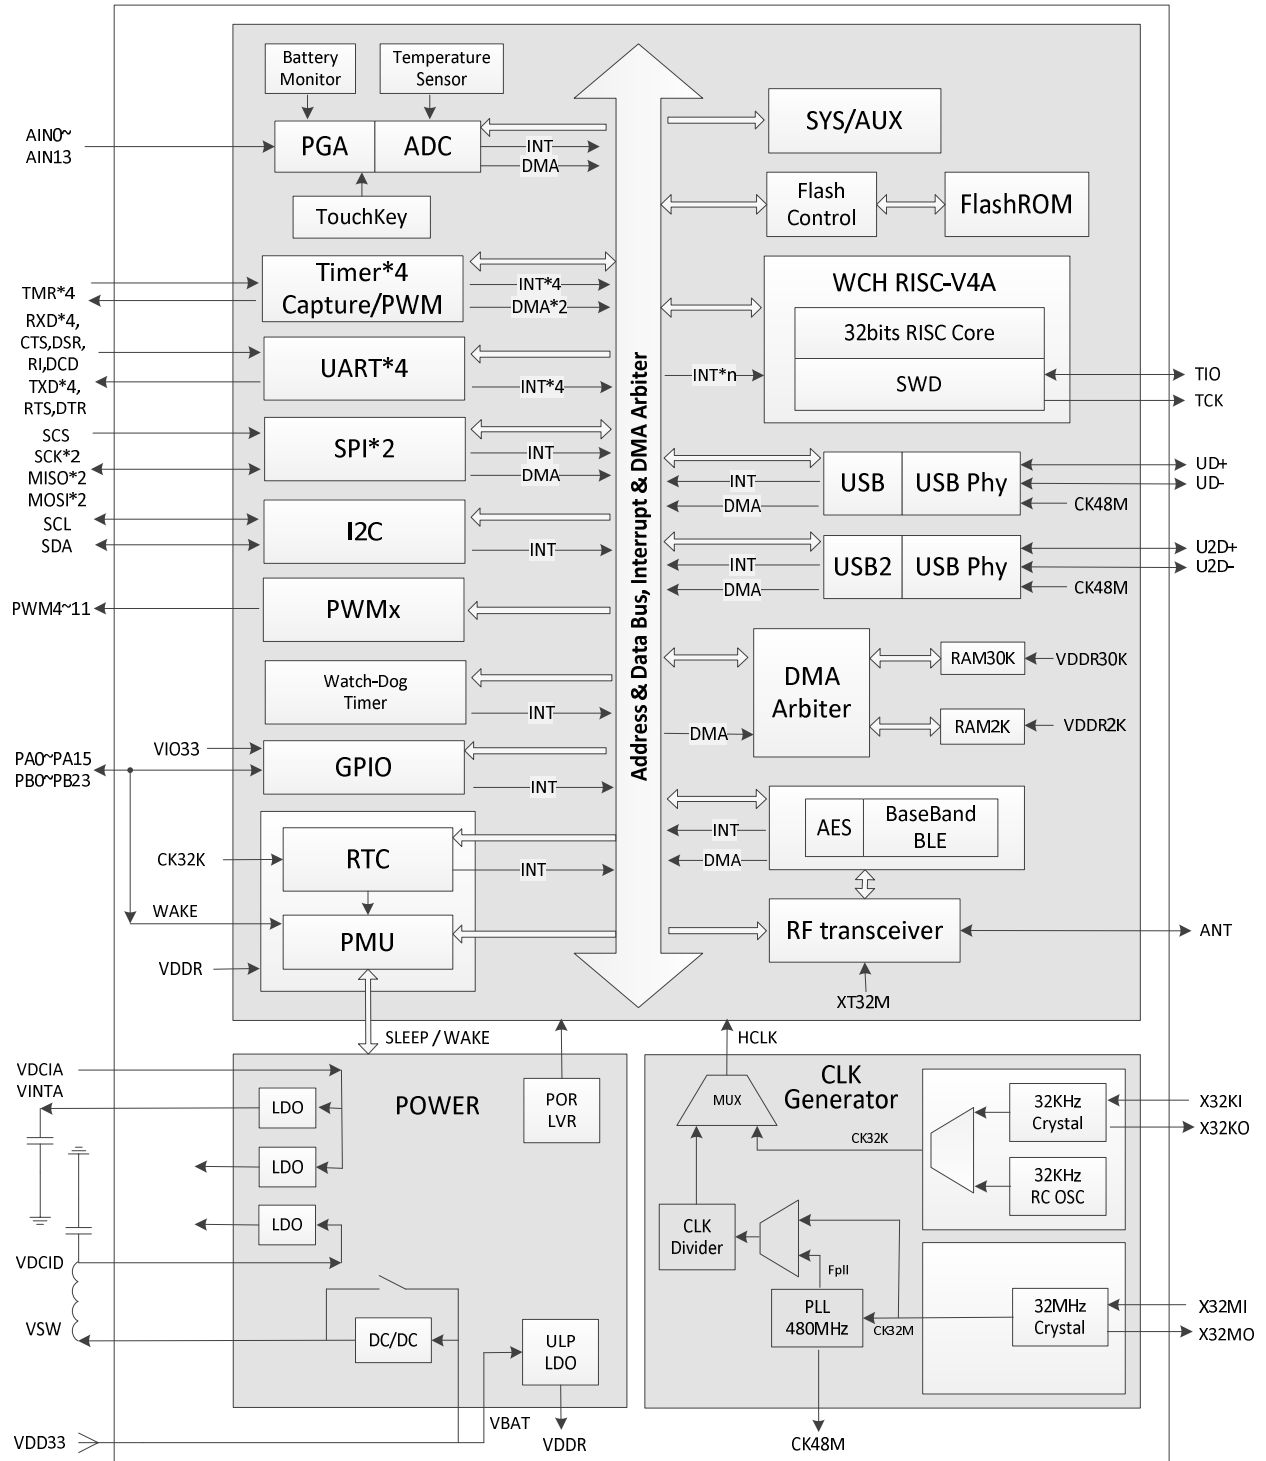 Battery
Monitor
Temperature
Sensor
AIN0~
AIN13
PGA
ADC
INT
DMA
TouchKey
TMR*4
Timer*4
Capture/PWM
INT*4
DMA*2
RXD*4,
CTS,DSR,
RI,DCD
TXD*4,
RTS,DTR
UART*4
INT*4
SCS
SCK*2
MISO*2
MOSI*2
SPI*2
INT
DMA
SCL
SDA
I2C
INT
PWM4~11
PWMx
Watch-Dog
Timer
INT
VIO33
PA0~PA15
PB0~PB23
GPIO
INT
CK32K
RTC
INT
WAKE
PMU
VDDR
Address & Data Bus, Interrupt & DMA Arbiter
SYS/AUX
Flash
Control
FlashROM
WCH RISC-V4A
32bits RISC Core
SWD
INT*n
TIO
TCK
USB
USB Phy
INT
DMA
UD+
UD-
CK48M
USB2
USB Phy
INT
DMA
U2D+
U2D-
CK48M
DMA
Arbiter
DMA
RAM30K
VDDR30K
RAM2K
VDDR2K
AES
BaseBand
BLE
INT
DMA
RF transceiver
ANT
XT32M
SLEEP / WAKE
HCLK
VDCIA
VINTA
LDO
LDO
LDO
POWER
POR
LVR
VDCID
VSW
DC/DC
ULP
LDO
VBAT
VDDR
VDD33
CLK
Generator
MUX
CK32K
32KHz
Crystal
32KHz
RC OSC
X32KI
X32KO
CLK
Divider
Fpll
PLL
480MHz
CK32M
32MHz
Crystal
X32MI
X32MO
CK48M